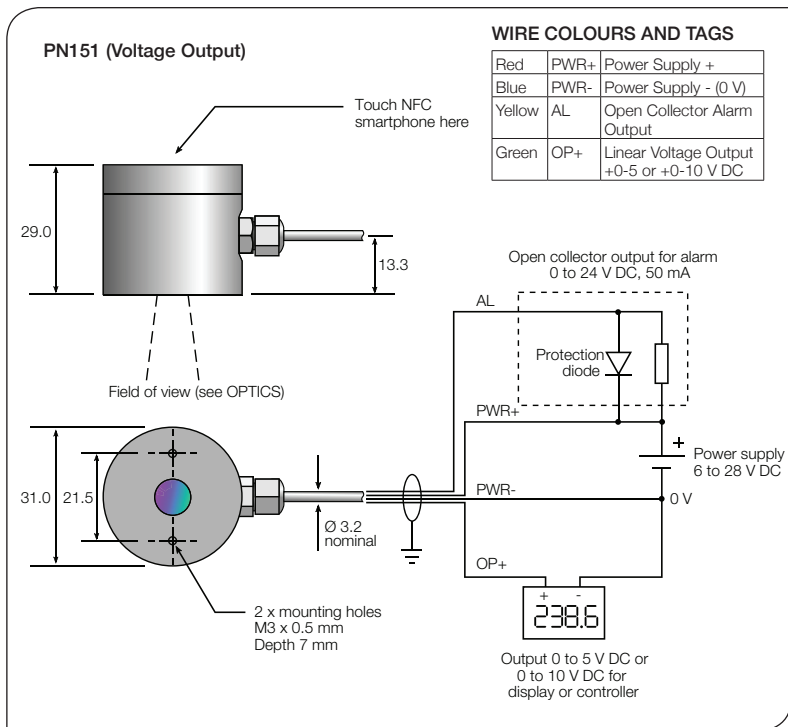 PN151 (Voltage Output)
WIRE COLOURS AND TAGS
Red PWR+ Power Supply +
Blue PWR- Power Supply - (0 V)
Yellow AL Open Collector Alarm
Output
Green OP+ Linear Voltage Output
+0-5 or +0-10 V DC
Touch NFC
smartphone here
29.0
13.3
Field of view (see OPTICS)
Open collector output for alarm
0 to 24 V DC, 50 mA
AL
Protection
diode
PWR+
+
Power supply
6 to 28 V DC
PWR-
0 V
31.0
21.5
Ø 3.2
nominal
OP+
+ -
238.6
2 x mounting holes
M3 x 0.5 mm
Depth 7 mm
Output 0 to 5 V DC or
0 to 10 V DC for
display or controller